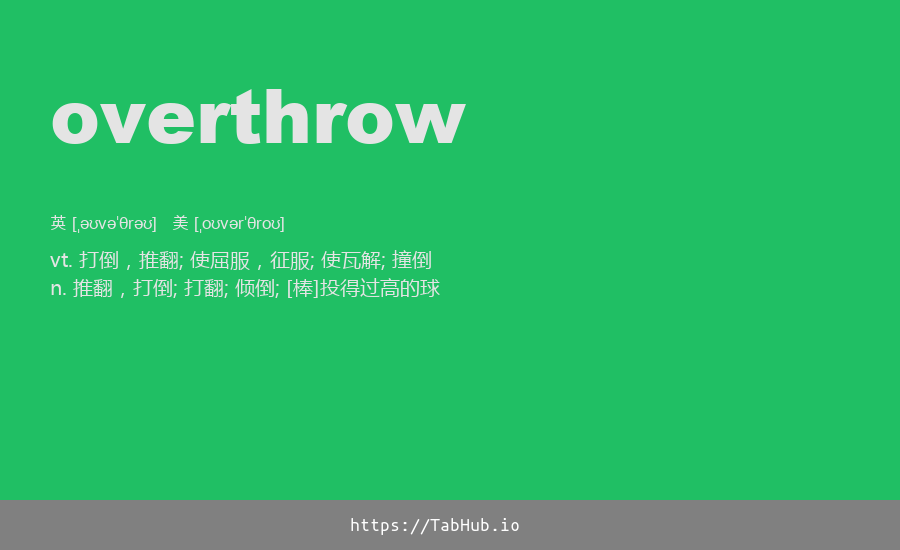 overthrow
英 [ˌəʊvəˈθrəʊ] 美 [ˌoʊvərˈθroʊ]
vt. 打倒，推翻; 使屈服，征服; 使瓦解; 撞倒
n. 推翻，打倒; 打翻; 倾倒; [棒]投得过高的球
https://TabHub.io